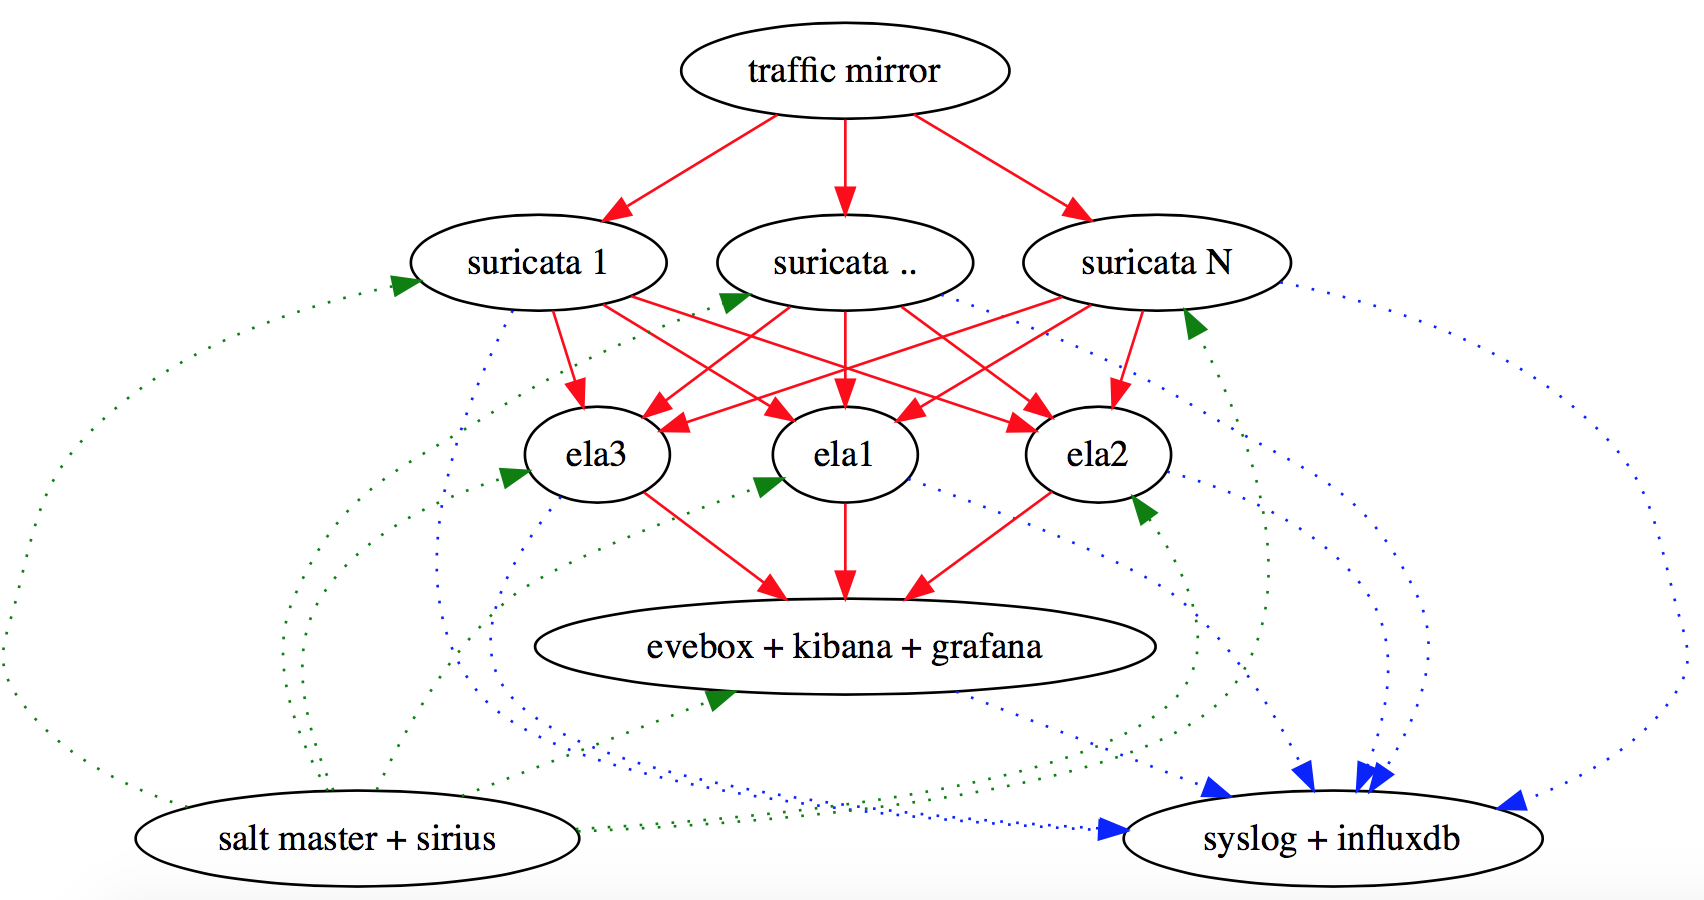 traffic mirror
suricata 1
suricata ..
suricata N
ela3
ela1
ela2
evebox + kibana + grafana
salt master + sirius
syslog + influxdb